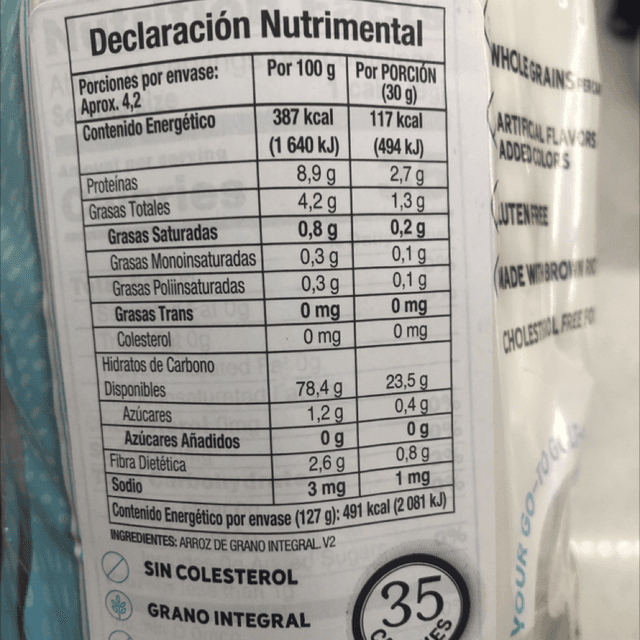 Declaración Nutrimental
Porciones por envase: Aprox. 4,2 Por 100 g Por PORCIÓN (30 g)
Contenido Energético 387 kcal (1 640 kJ) 117 kcal (494 kJ)
Proteínas 8,9 g 2,7 g
Grasas Totales 4,2 g 1,3 g
Grasas Saturadas 0,8 g 0,2 g
Grasas Monoinsaturadas 0,3 g 0,1 g
Grasas Poliinsaturadas 0,3 g 0,1 g
Grasas Trans 0 mg 0 mg
Colesterol 0 mg 0 mg
Hidratos de Carbono
Disponibles 78,4 g 23,5 g
Azúcares 1,2 g 0,4 g
Azúcares Añadidos 0 g 0 g
Fibra Dietética 2,6 g 0,8 g
Sodio 3 mg 1 mg
Contenido Energético por envase (127 g): 491 kcal (2 081 kJ)
INGREDIENTES: ARROZ DE GRANO INTEGRAL. V2
SIN COLESTEROL
GRANO INTEGRAL
35
WHOLE GRAINS
ARTIFICIAL FLAVORS
ADDED COLORS
GLUTEN FREE
MADE WITH BROWN
CHOLESTEROL FREE
YOUR GO-TO